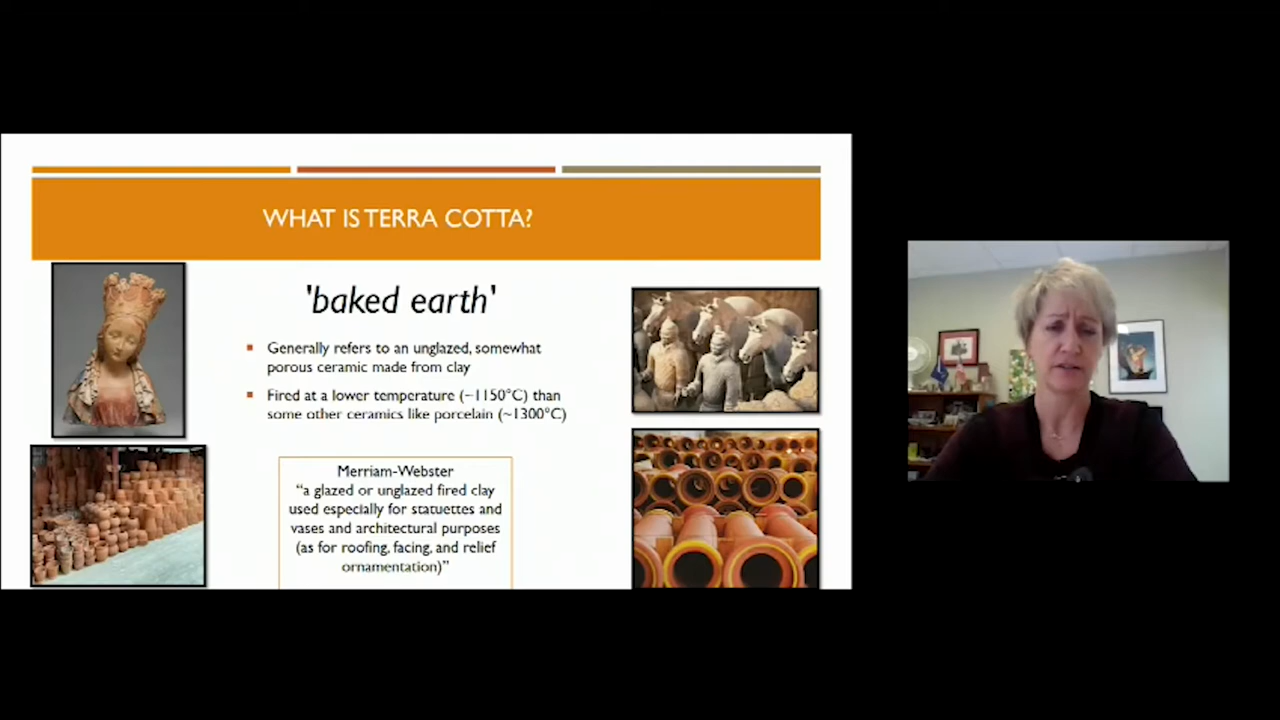 WHAT IS TERRA COTTA?
'baked earth'
Generally refers to an unglazed, somewhat
porous ceramic made from clay
Fired at a lower temperature (~1150°C) than
some other ceramics like porcelain (~1300°C)
Merriam-Webster
“a glazed or unglazed fired clay
used especially for statuettes and
vases and architectural purposes
(as for roofing, facing, and relief
ornamentation)”